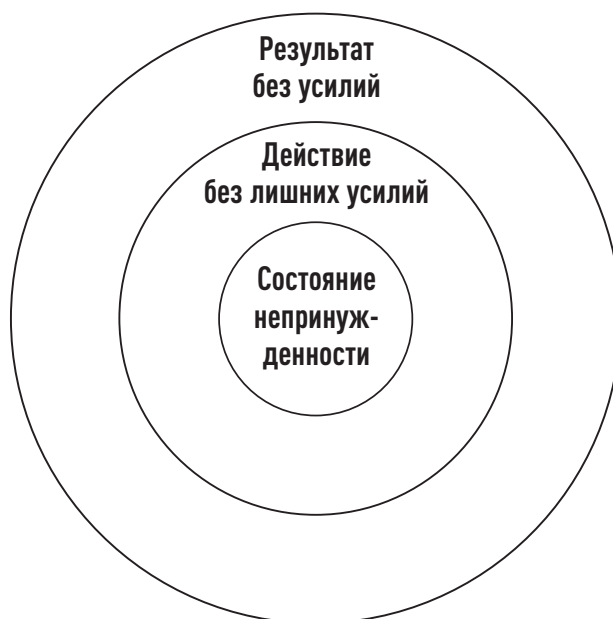 Результат
без усилий
Действие
без лишних усилий
Состояние
непринуж-
денности